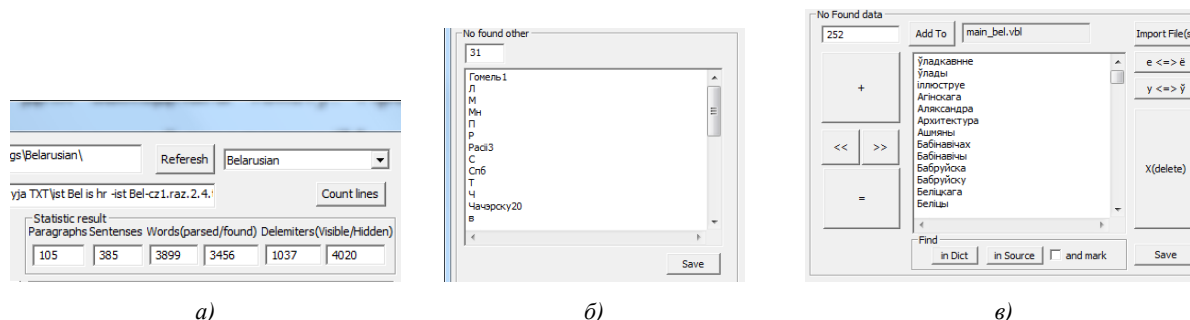 gs\Belarusian\
Referesh
Belarusian
yja TXT\ist Bel is hr -ist Bel-cz1.raz.2.4.
Count lines
Statistic result
Paragraphs Sentenses Words(parsed/found) Delemiters(Visible/Hidden)
105 385 3899 3456 1037 4020
а)
No found other
31
Гомель1
Л
М
Мн
П
Р
Расіі3
С
Спб
Т
Ч
Чачэрску20
в
Save
б)
No Found data
252
Add To
main_bel.vbl
Import File(s
+
<<
>>
=
ўладкавнне
ўлады
ілюструе
Агінскага
Аляксандра
Архитектура
Ашмяны
Бабінавічах
Бабінавічы
Бабруйска
Бабруйску
Беліцкага
Беліцы
e <=> ё
у <=> ў
X(delete)
Find
in Dict
in Source
and mark
Save
в)